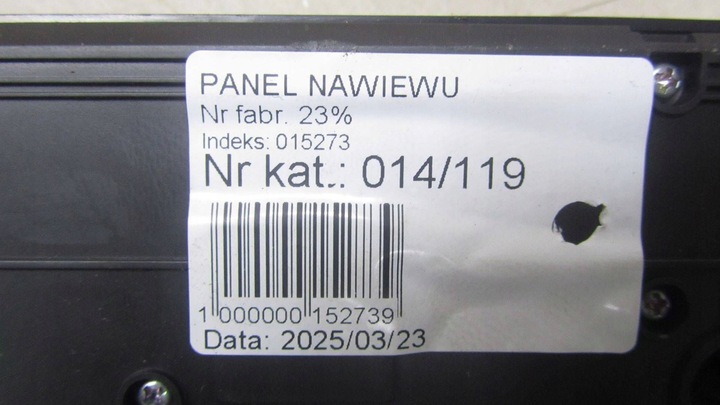 PANEL NAWIEWU
Nr fabr. 23%
Indeks: 015273
Nr kat.: 014/119
1 000000 152739
Data: 2025/03/23